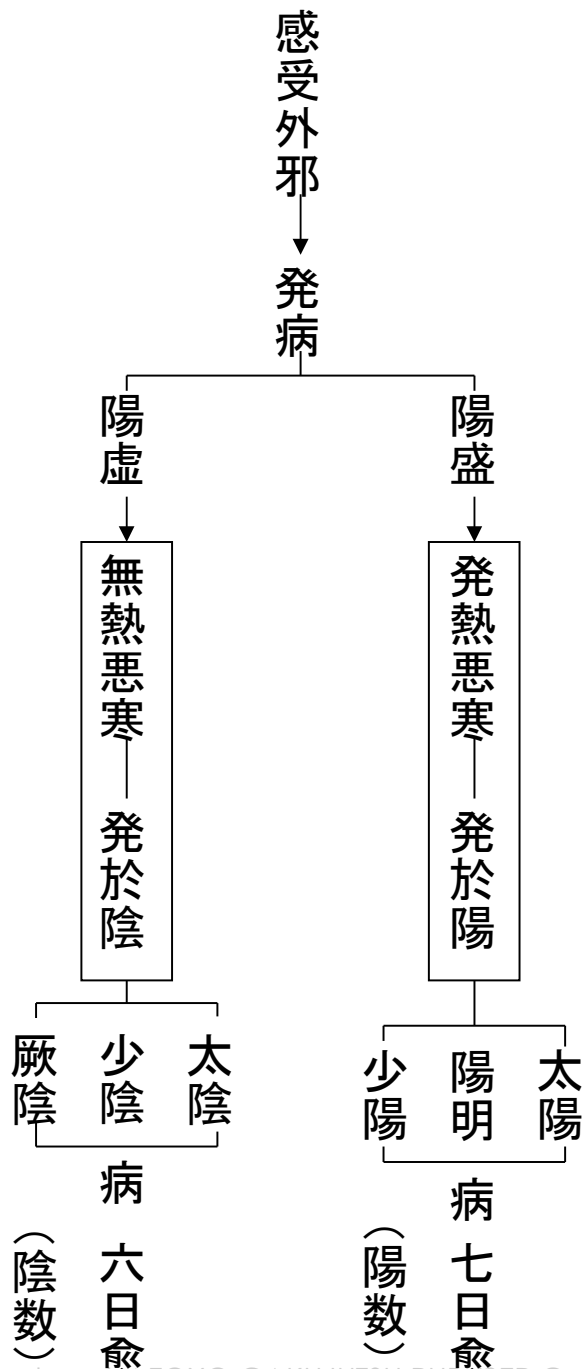 感受外邪
発病
陽盛
発熱悪寒
発於陽
太陽
陽明
少陽
病
七日愈
(陽数)
陽虚
無熱悪寒
発於陰
太陰
少陰
厥陰
病
六日愈
(陰数)